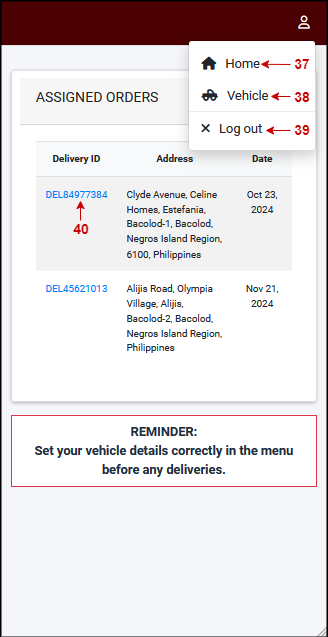 Home 37
Vehicle 38
Log out 39
ASSIGNED ORDERS
Delivery ID Address Date
DEL84977384 Clyde Avenue, Celine Oct 23,
Homes, Estefania, 2024
40 Bacolod-1, Bacolod,
Negros Island Region,
6100, Philippines
DEL45621013 Alijis Road, Olympia Nov 21,
Village, Alijis, 2024
Bacolod-2, Bacolod,
Negros Island Region,
Philippines
REMINDER:
Set your vehicle details correctly in the menu
before any deliveries.